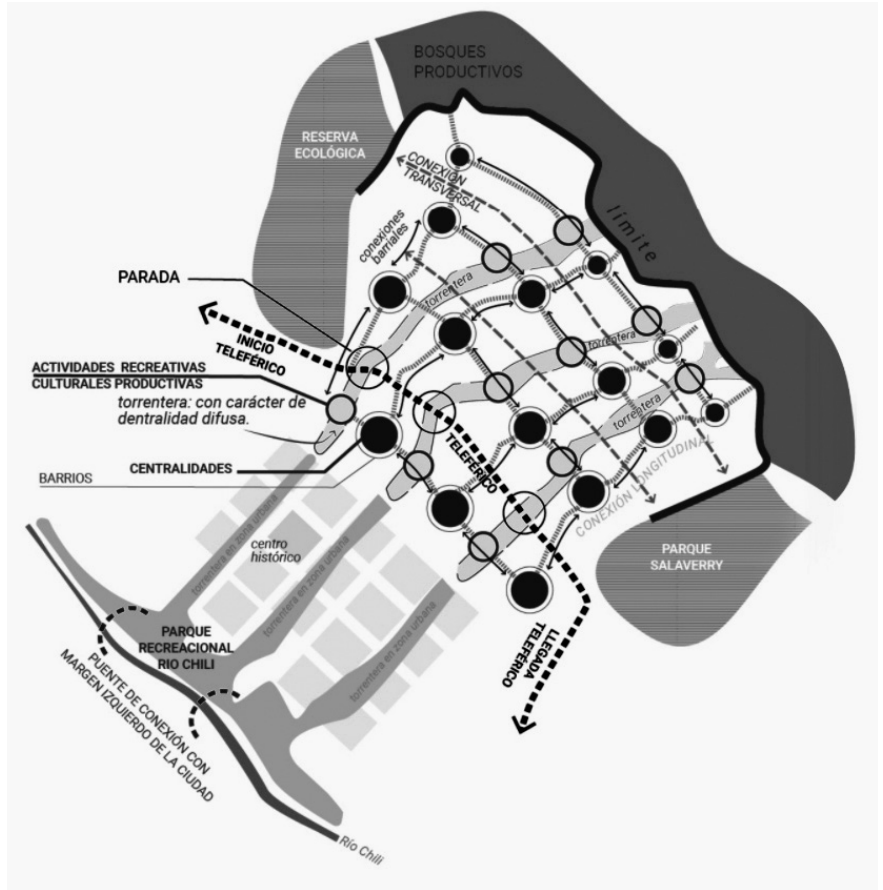 BOSQUES
PRODUCTIVOS
RESERVA
ECOLÓGICA
CONEXIÓN
TRANSVERSAL
límite
conexiones
barriales
PARADA
torrentera
INICIO
TELEFÉRICO
torrentera
ACTIVIDADES RECREATIVAS
CULTURALES PRODUCTIVAS
torrentera: con carácter de
dentralidad difusa.
torrentera
TELEFÉRICO
CENTRALIDADES
BARRIOS
CONEXIÓN LONGITUDINAL
centro
histórico
torrentera en zona urbana
torrentera en zona urbana
torrentera en zona urbana
PARQUE
SALAVERRY
PARQUE
RECREACIONAL
RIO CHILI
LLEGADA
TELEFÉRICO
PUENTE DE CONEXIÓN CON
MARGEN IZQUIERDO DE LA CIUDAD
Río Chili